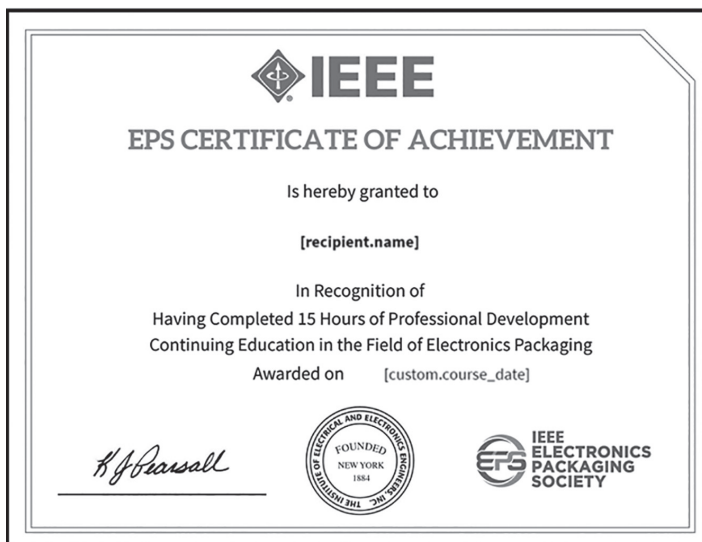 IEEE
EPS CERTIFICATE OF ACHIEVEMENT
Is hereby granted to
[recipient.name]
In Recognition of
Having Completed 15 Hours of Professional Development
Continuing Education in the Field of Electronics Packaging
Awarded on [custom.course_date]
K J Pearsall
THE INSTITUTE OF ELECTRICAL AND ELECTRONICS ENGINEERS, INC.
FOUNDED
NEW YORK
1884
EPS
IEEE
ELECTRONICS
PACKAGING
SOCIETY